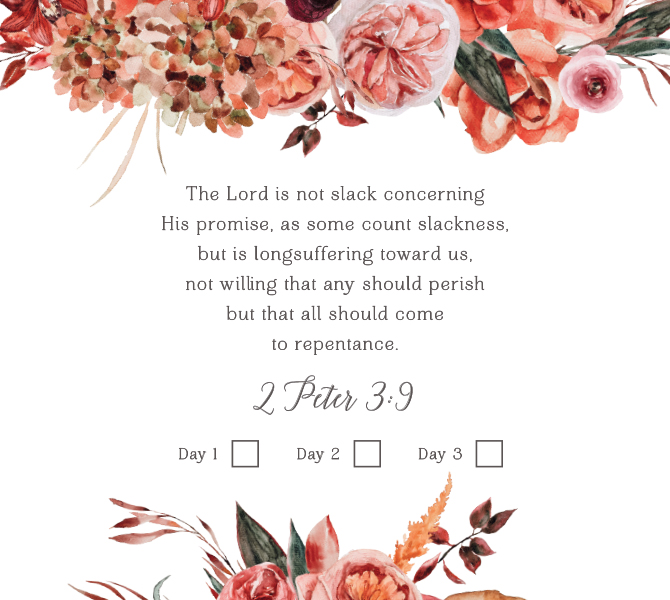 The Lord is not slack concerning
His promise, as some count slackness,
but is longsuffering toward us,
not willing that any should perish
but that all should come
to repentance.
2 Peter 3:9
Day 1 Day 2 Day 3